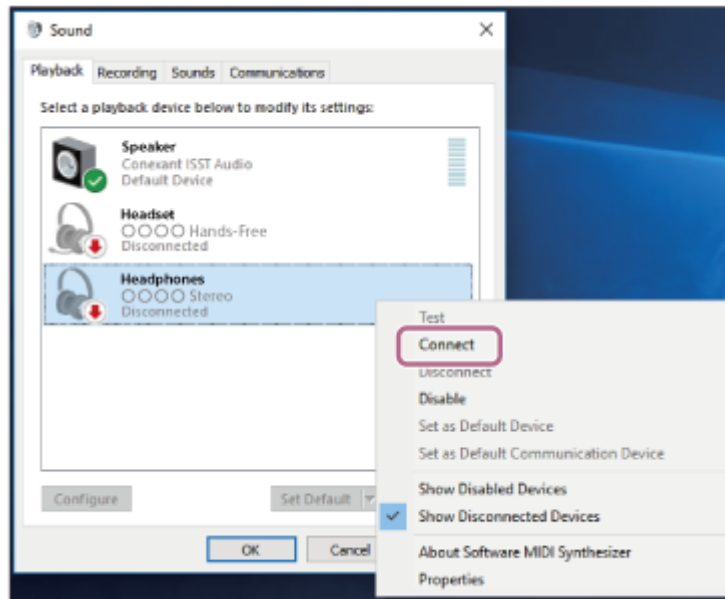 Sound
Playback Recording Sounds Communications
Select a playback device below to modify its settings:
Speaker
Conexant ISST Audio
Default Device
Headset
○○○○ Hands-Free
Disconnected
Headphones
○○○○ Stereo
Disconnected
Test
Connect
Disconnect
Disable
Set as Default Device
Set as Default Communication Device
Show Disabled Devices
Show Disconnected Devices
About Software MIDI Synthesizer
Properties
Configure
Set Default
OK
Cancel